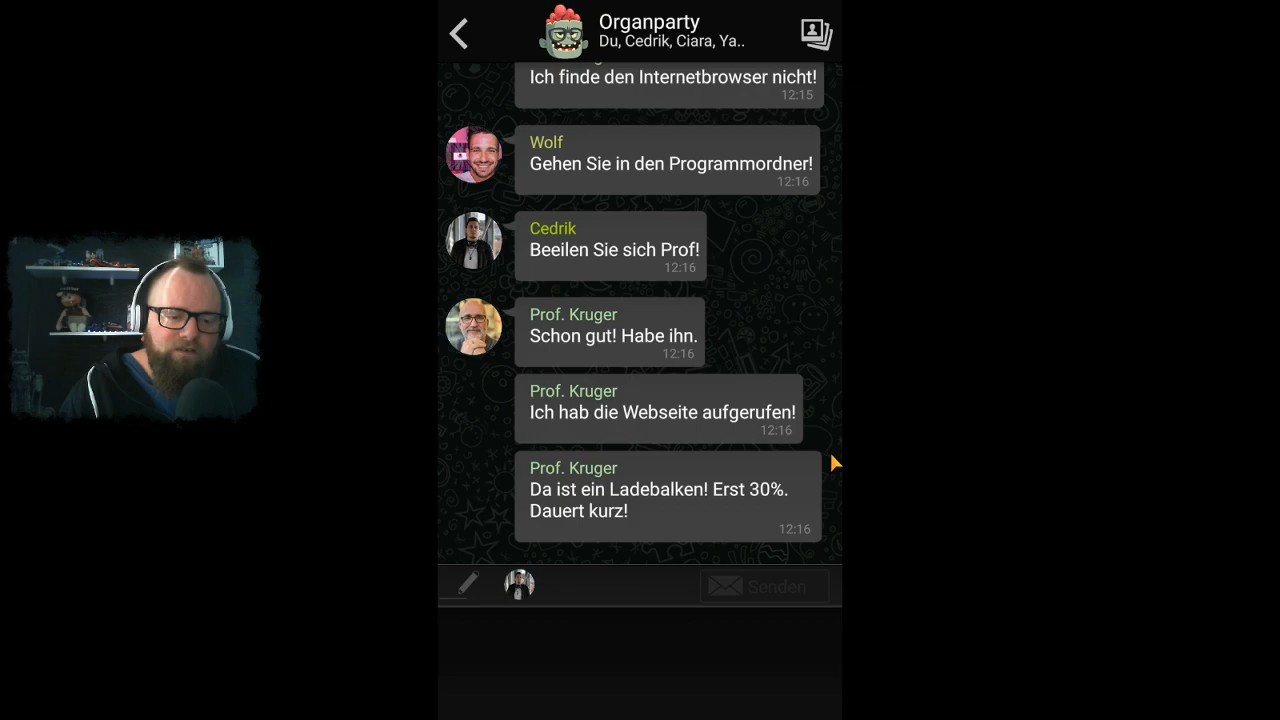 Organparty
Du, Cedrik, Ciara, Ya..
Ich finde den Internetbrowser nicht!
12:15
Wolf
Gehen Sie in den Programmordner!
12:16
Cedrik
Beeilen Sie sich Prof!
12:16
Prof. Kruger
Schon gut! Habe ihn.
12:16
Prof. Kruger
Ich hab die Webseite aufgerufen!
12:16
Prof. Kruger
Da ist ein Ladebalken! Erst 30%.
Dauert kurz!
12:16
Senden